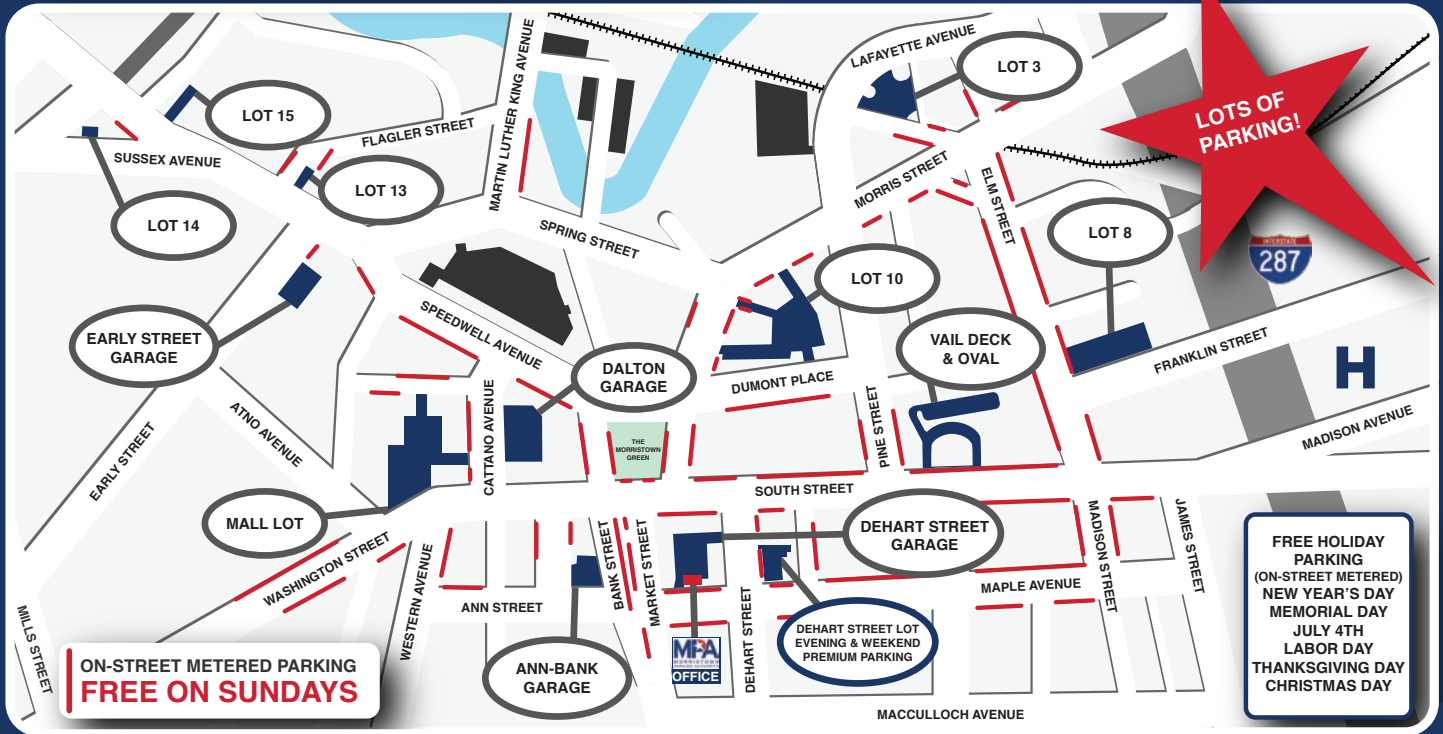 LAFAYETTE AVENUE
LOT 3
LOTS OF
PARKING!
MARTIN LUTHER KING AVENUE
LOT 15
FLAGLER STREET
SUSSEX AVENUE
LOT 13
LOT 14
MORRIS STREET
ELM STREET
SPRING STREET
LOT 8
INTERSTATE
287
LOT 10
EARLY STREET
GARAGE
SPEEDWELL AVENUE
VAIL DECK
& OVAL
FRANKLIN STREET
H
DALTON
GARAGE
DUMONT PLACE
CATTANO AVENUE
PINE STREET
ATNO AVENUE
EARLY STREET
THE
MORRISTOWN
GREEN
MADISON AVENUE
SOUTH STREET
MALL LOT
WASHINGTON STREET
WESTERN AVENUE
BANK STREET
MARKET STREET
DEHART STREET
GARAGE
MADISON STREET
JAMES STREET
MAPLE AVENUE
ANN STREET
DEHART STREET
DEHART STREET LOT
EVENING & WEEKEND
PREMIUM PARKING
MILLS STREET
ANN-BANK
GARAGE
MPA
MORRISTOWN
PARKING AUTHORITY
OFFICE
MACCULLOCH AVENUE
ON-STREET METERED PARKING
FREE ON SUNDAYS
FREE HOLIDAY
PARKING
(ON-STREET METERED)
NEW YEAR'S DAY
MEMORIAL DAY
JULY 4TH
LABOR DAY
THANKSGIVING DAY
CHRISTMAS DAY